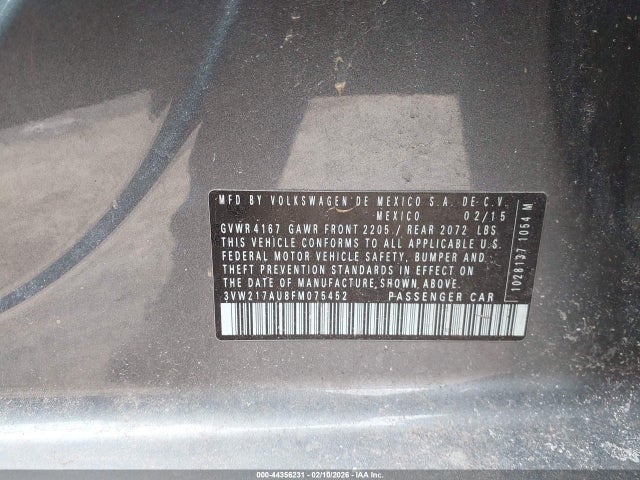 MFD BY VOLKSWAGEN DE MEXICO S.A. DE C.V.
MEXICO 02/15
GVWR 4167 GAWR FRONT 2205 / REAR 2072 LBS
THIS VEHICLE CONFORMS TO ALL APPLICABLE U.S.
FEDERAL MOTOR VEHICLE SAFETY, BUMPER AND
THEFT PREVENTION STANDARDS IN EFFECT ON
THE DATE OF MANUFACTURE, SHOWN ABOVE.
3VW217AU8FM075452 PASSENGER CAR
1028137 1054 M
000-44356231 - 02/10/2026 - IAA Inc.